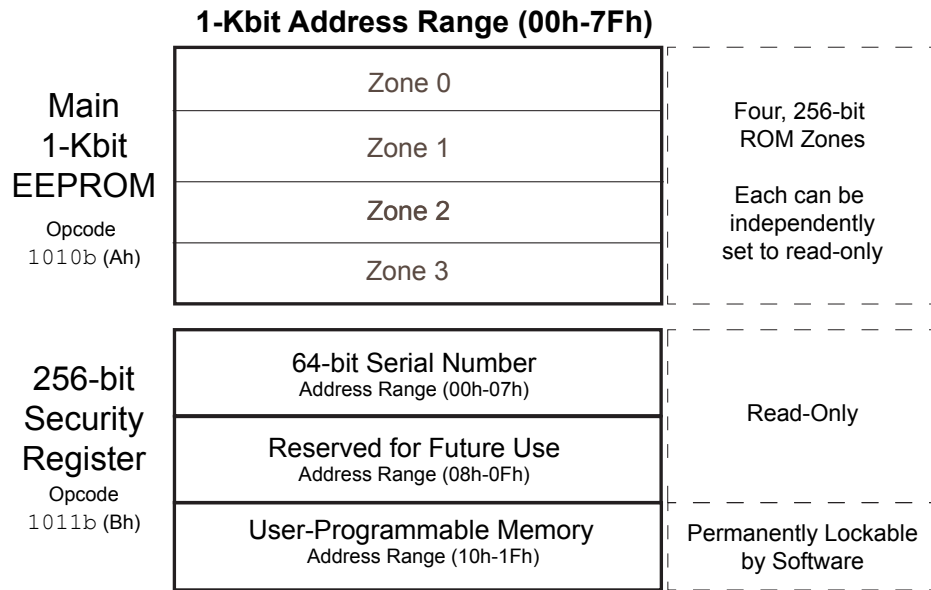 1-Kbit Address Range (00h-7Fh)
Main
1-Kbit
EEPROM
Opcode
1010b (Ah)
Zone 0
Zone 1
Zone 2
Zone 3
Four, 256-bit
ROM Zones
Each can be
independently
set to read-only
256-bit
Security
Register
Opcode
1011b (Bh)
64-bit Serial Number
Address Range (00h-07h)
Reserved for Future Use
Address Range (08h-0Fh)
User-Programmable Memory
Address Range (10h-1Fh)
Read-Only
Permanently Lockable
by Software